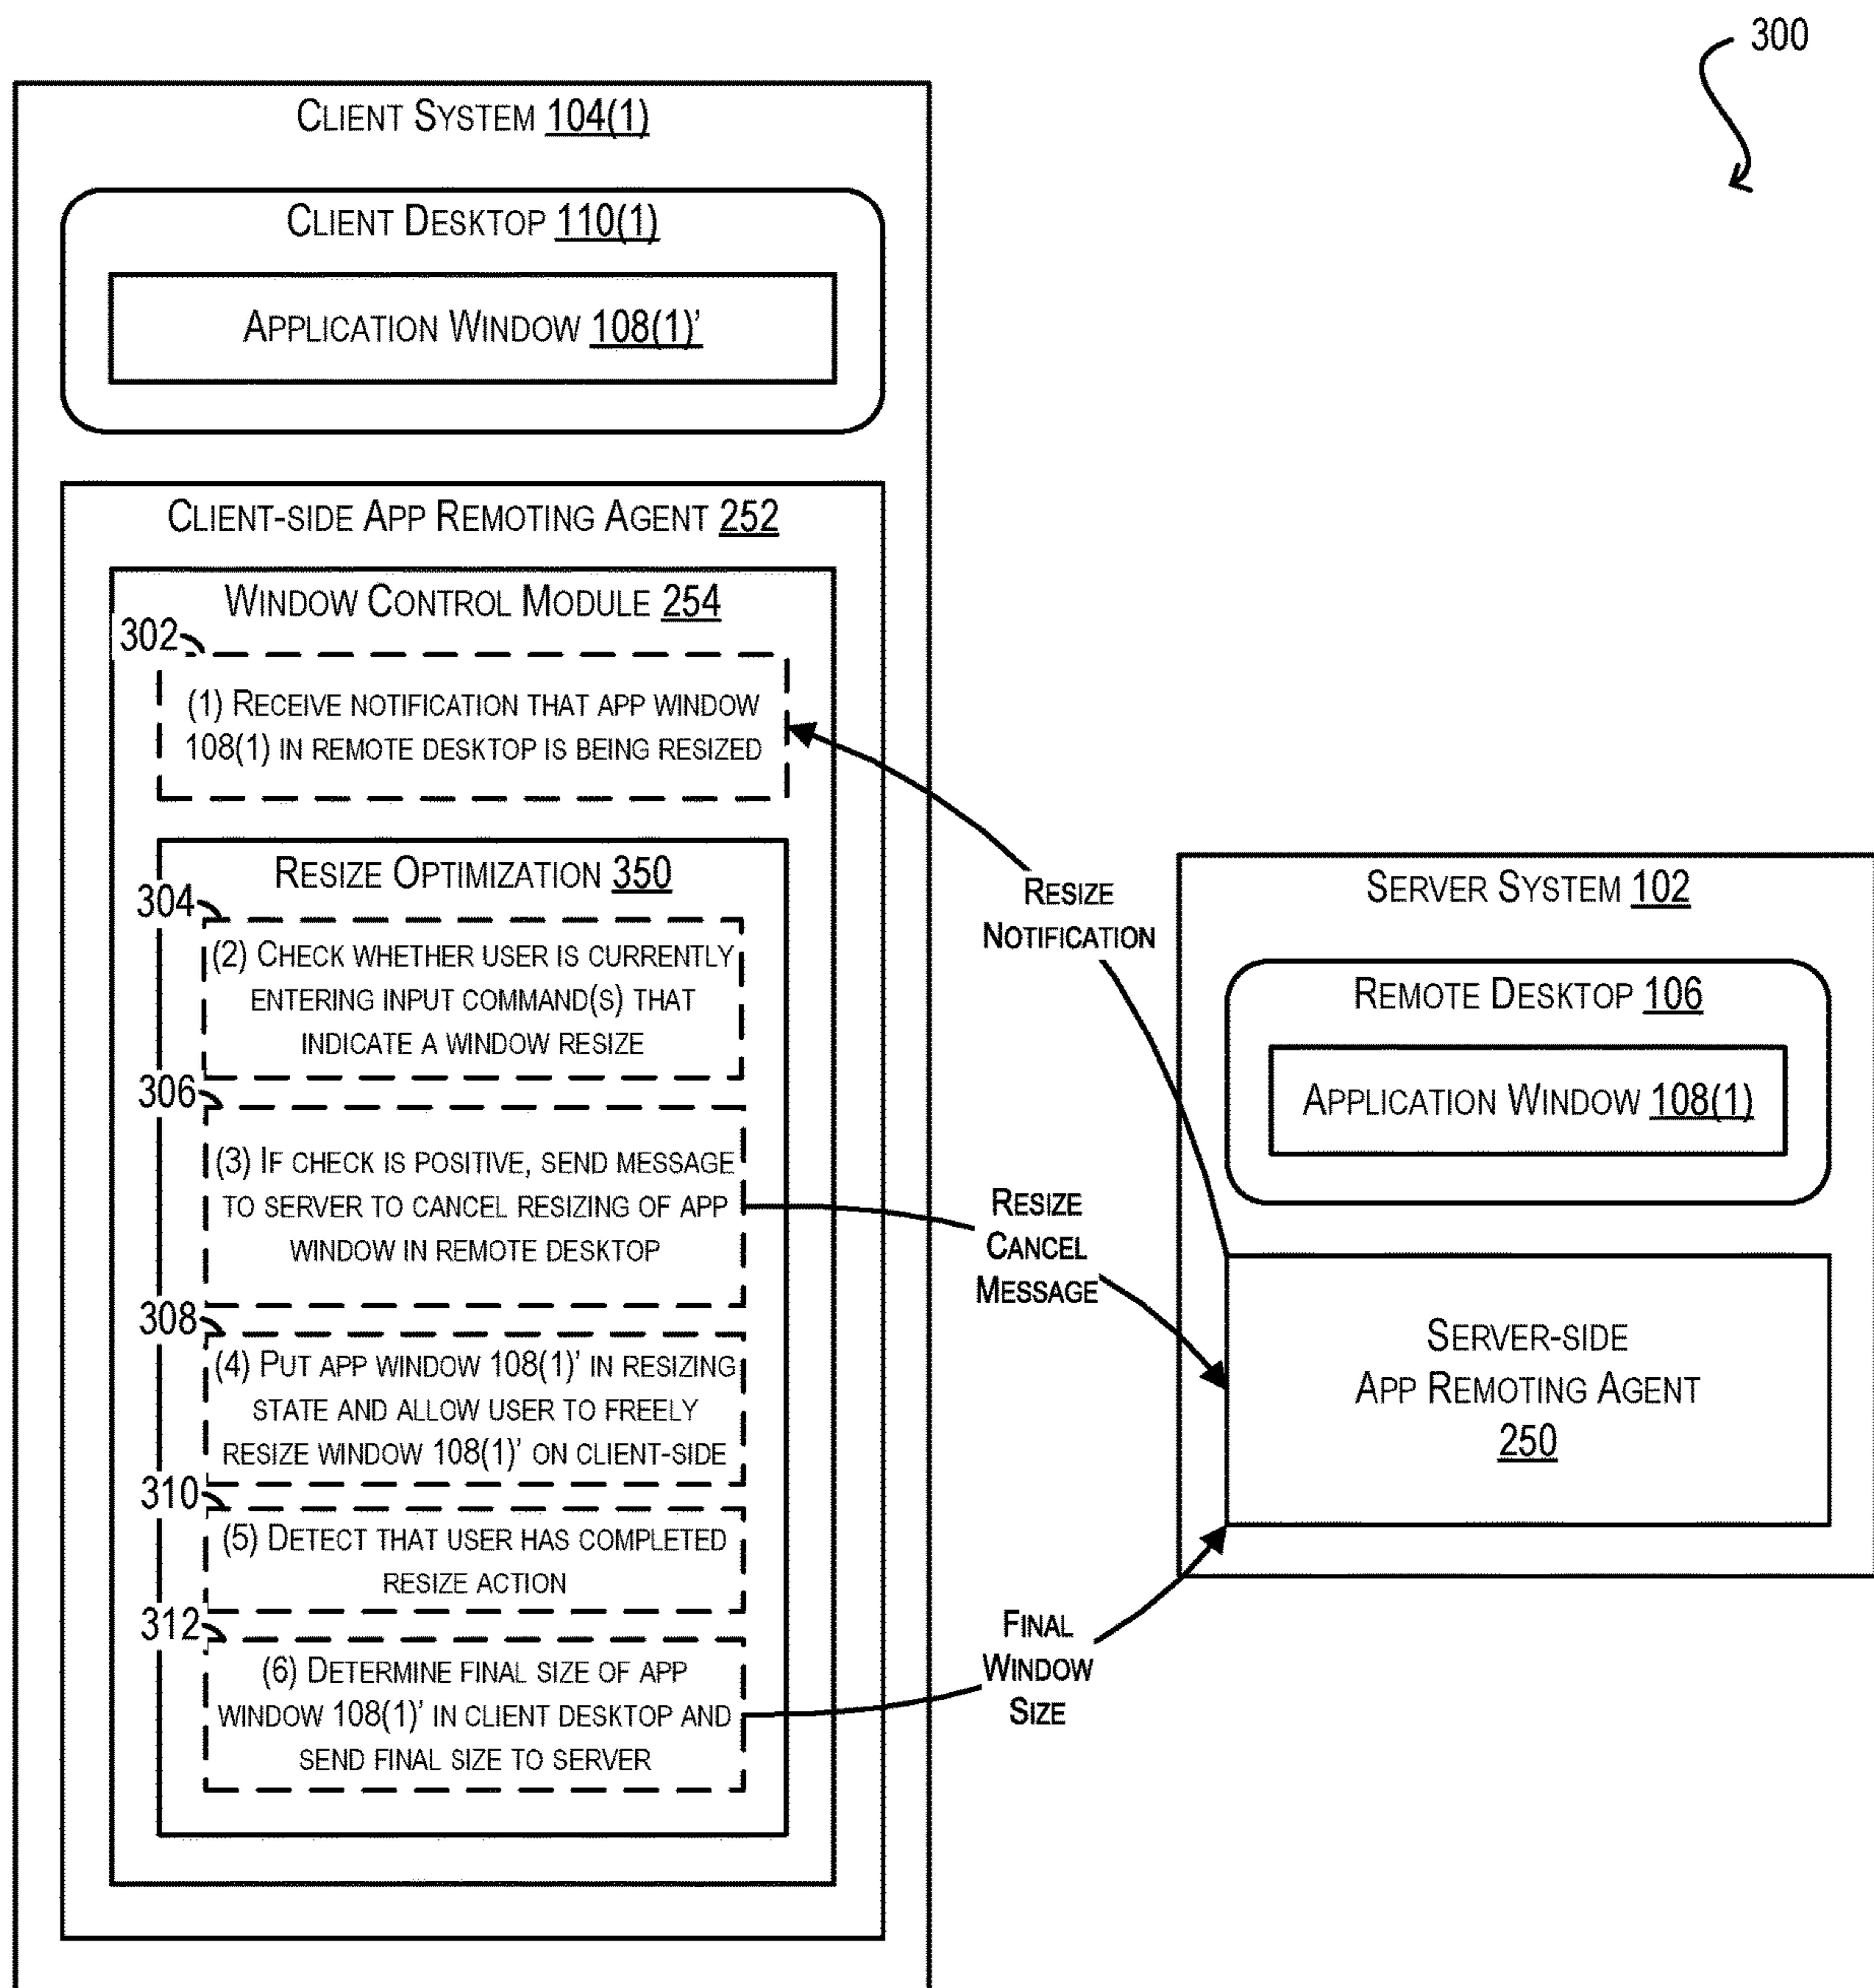 300
CLIENT SYSTEM 104(1)
CLIENT DESKTOP 110(1)
APPLICATION WINDOW 108(1)’
CLIENT-SIDE APP REMOTING AGENT 252
WINDOW CONTROL MODULE 254
302
(1) RECEIVE NOTIFICATION THAT APP WINDOW
108(1) IN REMOTE DESKTOP IS BEING RESIZED
RESIZE OPTIMIZATION 350
304
(2) CHECK WHETHER USER IS CURRENTLY
ENTERING INPUT COMMAND(S) THAT
INDICATE A WINDOW RESIZE
306
(3) IF CHECK IS POSITIVE, SEND MESSAGE
TO SERVER TO CANCEL RESIZING OF APP
WINDOW IN REMOTE DESKTOP
308
(4) PUT APP WINDOW 108(1)’ IN RESIZING
STATE AND ALLOW USER TO FREELY
RESIZE WINDOW 108(1)’ ON CLIENT-SIDE
310
(5) DETECT THAT USER HAS COMPLETED
RESIZE ACTION
312
(6) DETERMINE FINAL SIZE OF APP
WINDOW 108(1)’ IN CLIENT DESKTOP AND
SEND FINAL SIZE TO SERVER
RESIZE
NOTIFICATION
RESIZE
CANCEL
MESSAGE
FINAL
WINDOW
SIZE
SERVER SYSTEM 102
REMOTE DESKTOP 106
APPLICATION WINDOW 108(1)
SERVER-SIDE
APP REMOTING AGENT
250